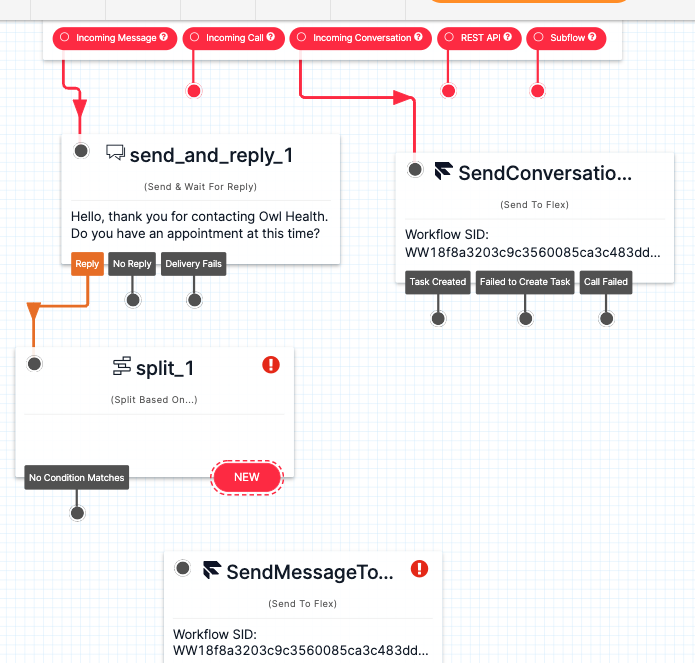 Incoming Message ?
Incoming Call ?
Incoming Conversation ?
REST API ?
Subflow ?
send_and_reply_1
(Send & Wait For Reply)
Hello, thank you for contacting Owl Health.
Do you have an appointment at this time?
Reply
No Reply
Delivery Fails
SendConversatio...
(Send To Flex)
Workflow SID:
WW18f8a3203c9c3560085ca3c483dd...
Task Created
Failed to Create Task
Call Failed
split_1
!
(Split Based On...)
No Condition Matches
NEW
SendMessageTo...
!
(Send To Flex)
Workflow SID:
WW18f8a3203c9c3560085ca3c483dd...